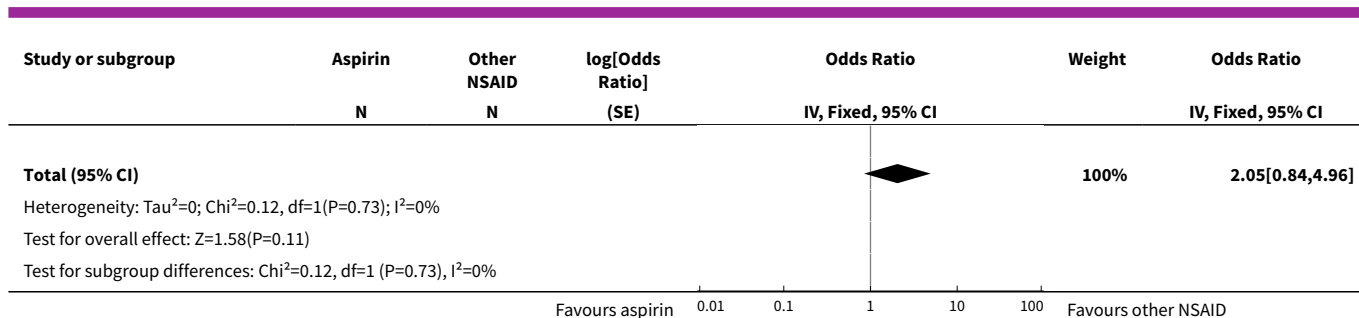 Study or subgroup Aspirin Other NSAID log[Odds Ratio] Odds Ratio Weight Odds Ratio
N N (SE) IV, Fixed, 95% CI IV, Fixed, 95% CI
Total (95% CI) 100% 2.05[0.84,4.96]
Heterogeneity: Tau²=0; Chi²=0.12, df=1(P=0.73); I²=0%
Test for overall effect: Z=1.58(P=0.11)
Test for subgroup differences: Chi²=0.12, df=1 (P=0.73), I²=0%
Favours aspirin 0.01 0.1 1 10 100 Favours other NSAID